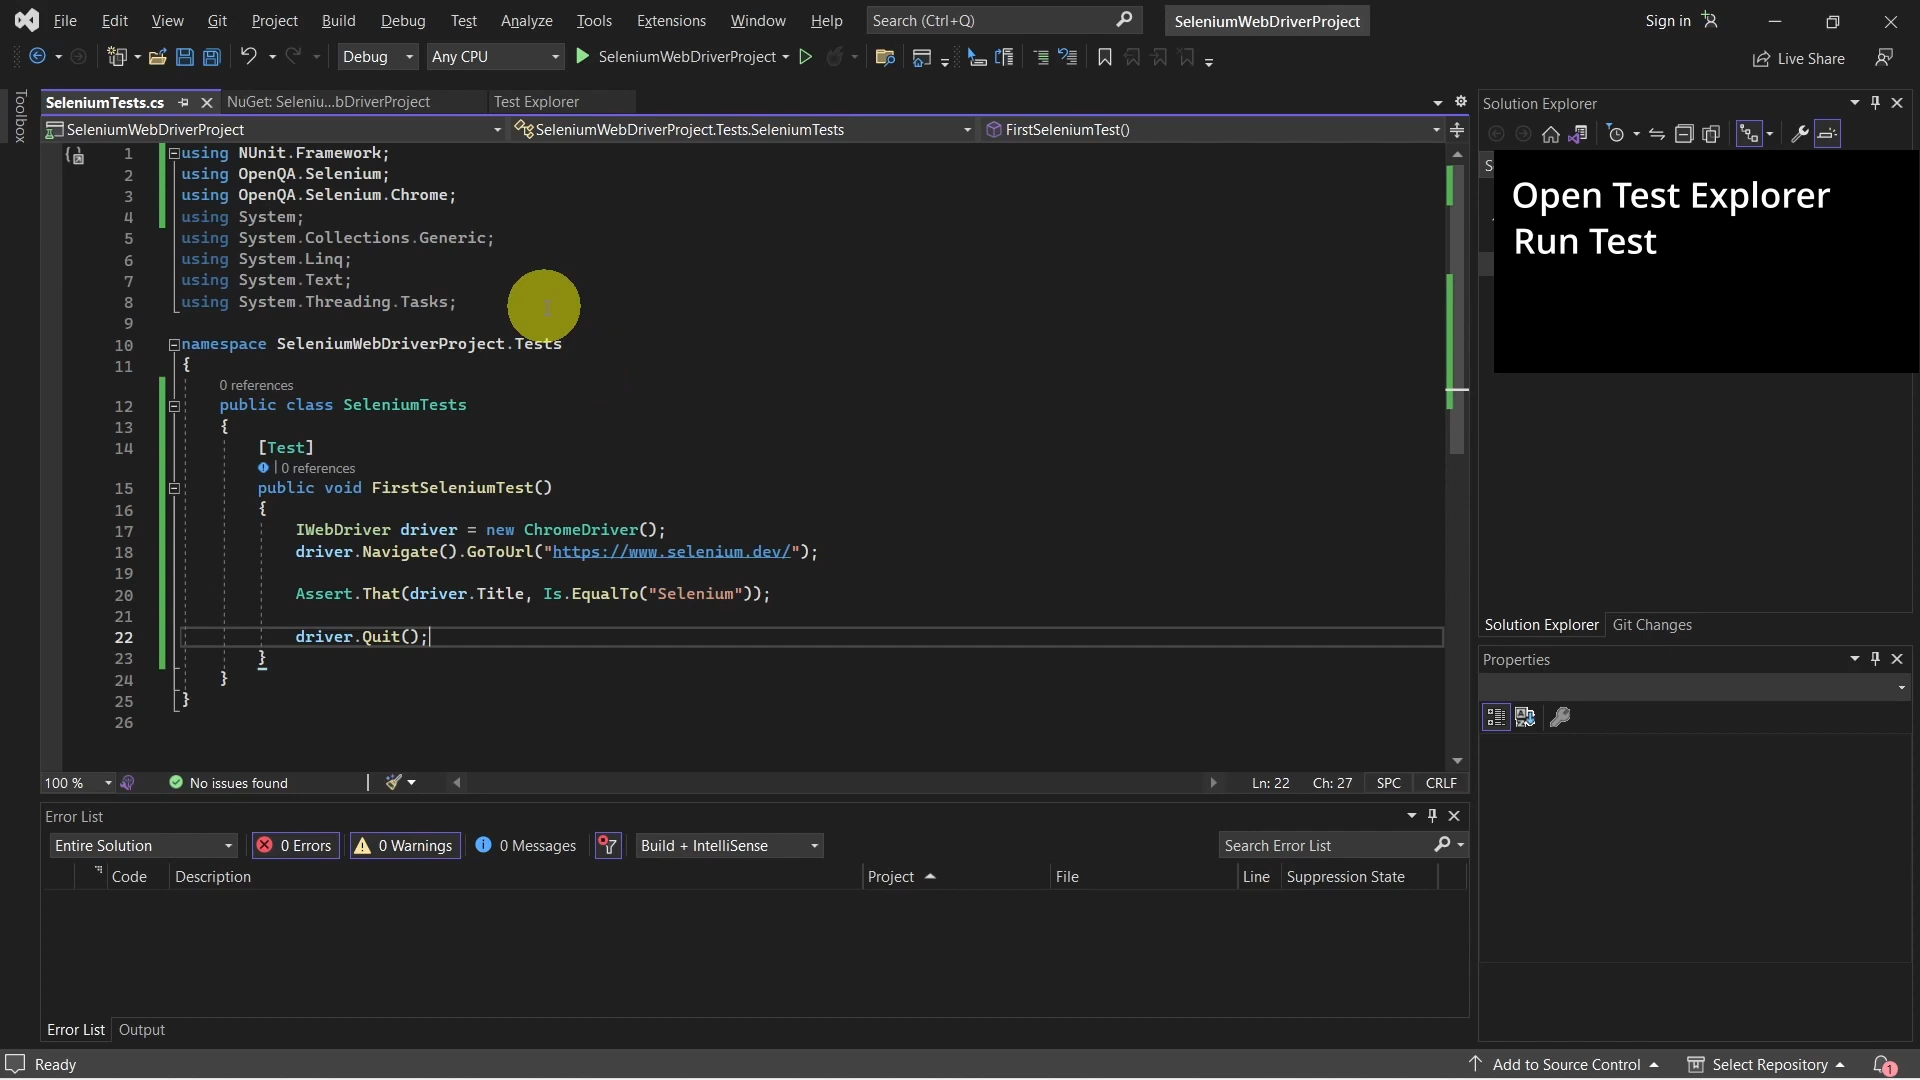 File Edit View Git Project Build Debug Test Analyze Tools Extensions Window Help Search (Ctrl+Q) SeleniumWebDriverProject Sign in
Debug Any CPU SeleniumWebDriverProject Live Share
Toolbox
SeleniumTests.cs NuGet: Seleniu...bDriverProject Test Explorer
SeleniumWebDriverProject SeleniumWebDriverProject.Tests.SeleniumTests FirstSeleniumTest()
1 using NUnit.Framework;
2 using OpenQA.Selenium;
3 using OpenQA.Selenium.Chrome;
4 using System;
5 using System.Collections.Generic;
6 using System.Linq;
7 using System.Text;
8 using System.Threading.Tasks;
9
10 namespace SeleniumWebDriverProject.Tests
11 {
0 references
12 public class SeleniumTests
13 {
14 [Test]
0 references
15 public void FirstSeleniumTest()
16 {
17 IWebDriver driver = new ChromeDriver();
18 driver.Navigate().GoToUrl("https://www.selenium.dev/");
19
20 Assert.That(driver.Title, Is.EqualTo("Selenium"));
21
22 driver.Quit();
23 }
24 }
25 }
26
100 % No issues found Ln: 22 Ch: 27 SPC CRLF
Solution Explorer
Open Test Explorer
Run Test
Solution Explorer Git Changes
Properties
Error List
Entire Solution 0 Errors 0 Warnings 0 Messages Build + IntelliSense Search Error List
Code Description Project File Line Suppression State
Error List Output
Ready Add to Source Control Select Repository 1